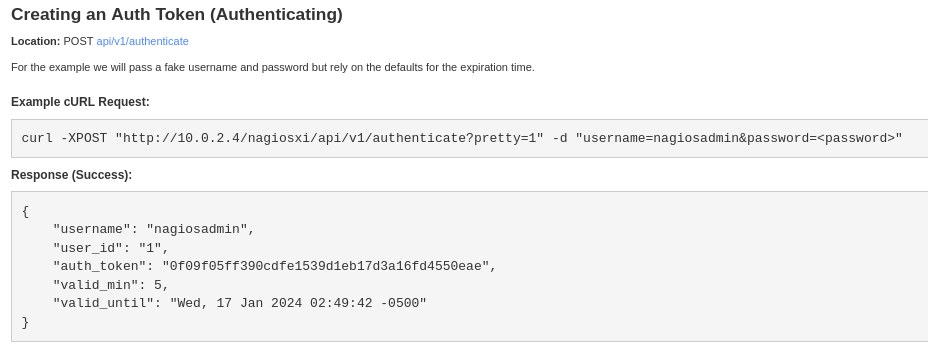 Creating an Auth Token (Authenticating)
Location: POST api/v1/authenticate
For the example we will pass a fake username and password but rely on the defaults for the expiration time.
Example cURL Request:
curl -XPOST "http://10.0.2.4/nagiosxi/api/v1/authenticate?pretty=1" -d "username=nagiosadmin&password=<password>"
Response (Success):
{
    "username": "nagiosadmin",
    "user_id": "1",
    "auth_token": "0f09f05ff390cdfe1539d1eb17d3a16fd4550eae",
    "valid_min": 5,
    "valid_until": "Wed, 17 Jan 2024 02:49:42 -0500"
}